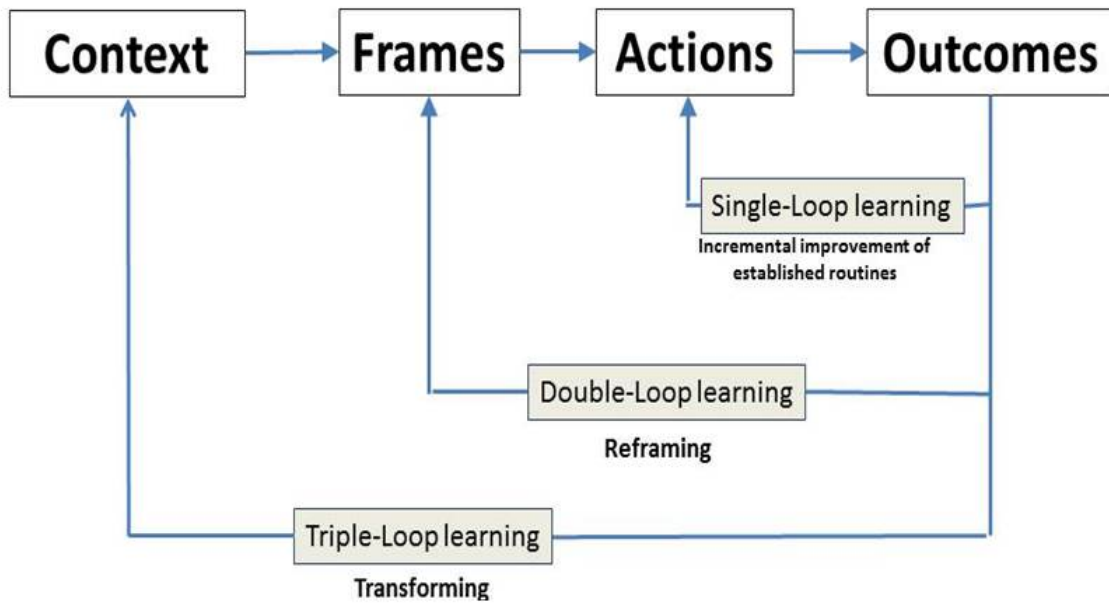 Context
Frames
Actions
Outcomes
Single-Loop learning
Incremental improvement of
established routines
Double-Loop learning
Reframing
Triple-Loop learning
Transforming